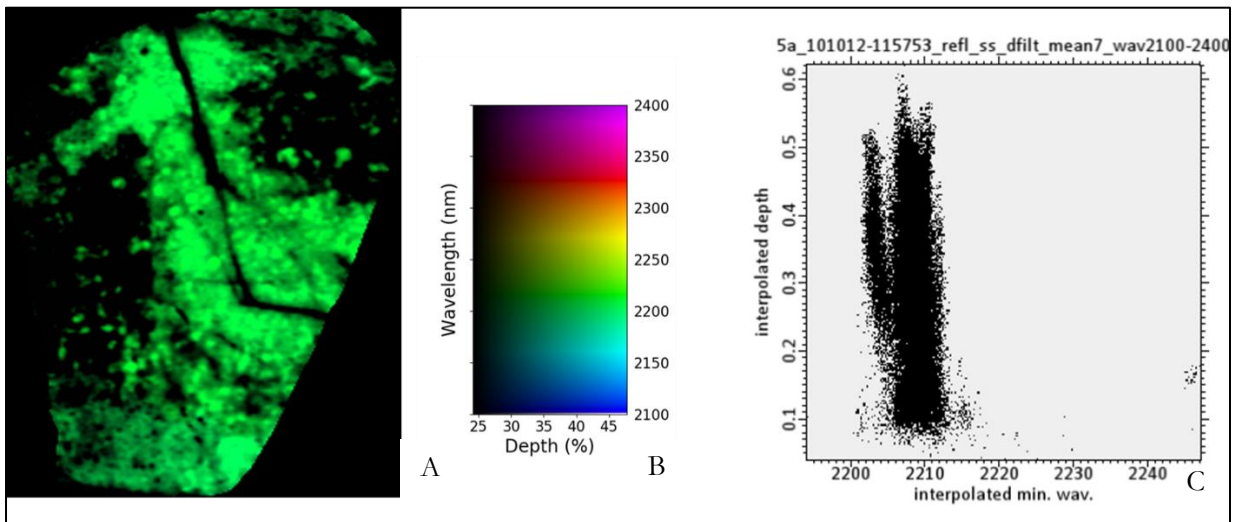 A
Wavelength (nm)
2400
2350
2300
2250
2200
2150
2100
25 30 35 40 45
Depth (%)
B
5a_101012-115753_refl_ss_dfilt_mean7_wav2100-2400
interpolated depth
0.6
0.5
0.4
0.3
0.2
0.1
2200 2210 2220 2230 2240
interpolated min. wav.
C